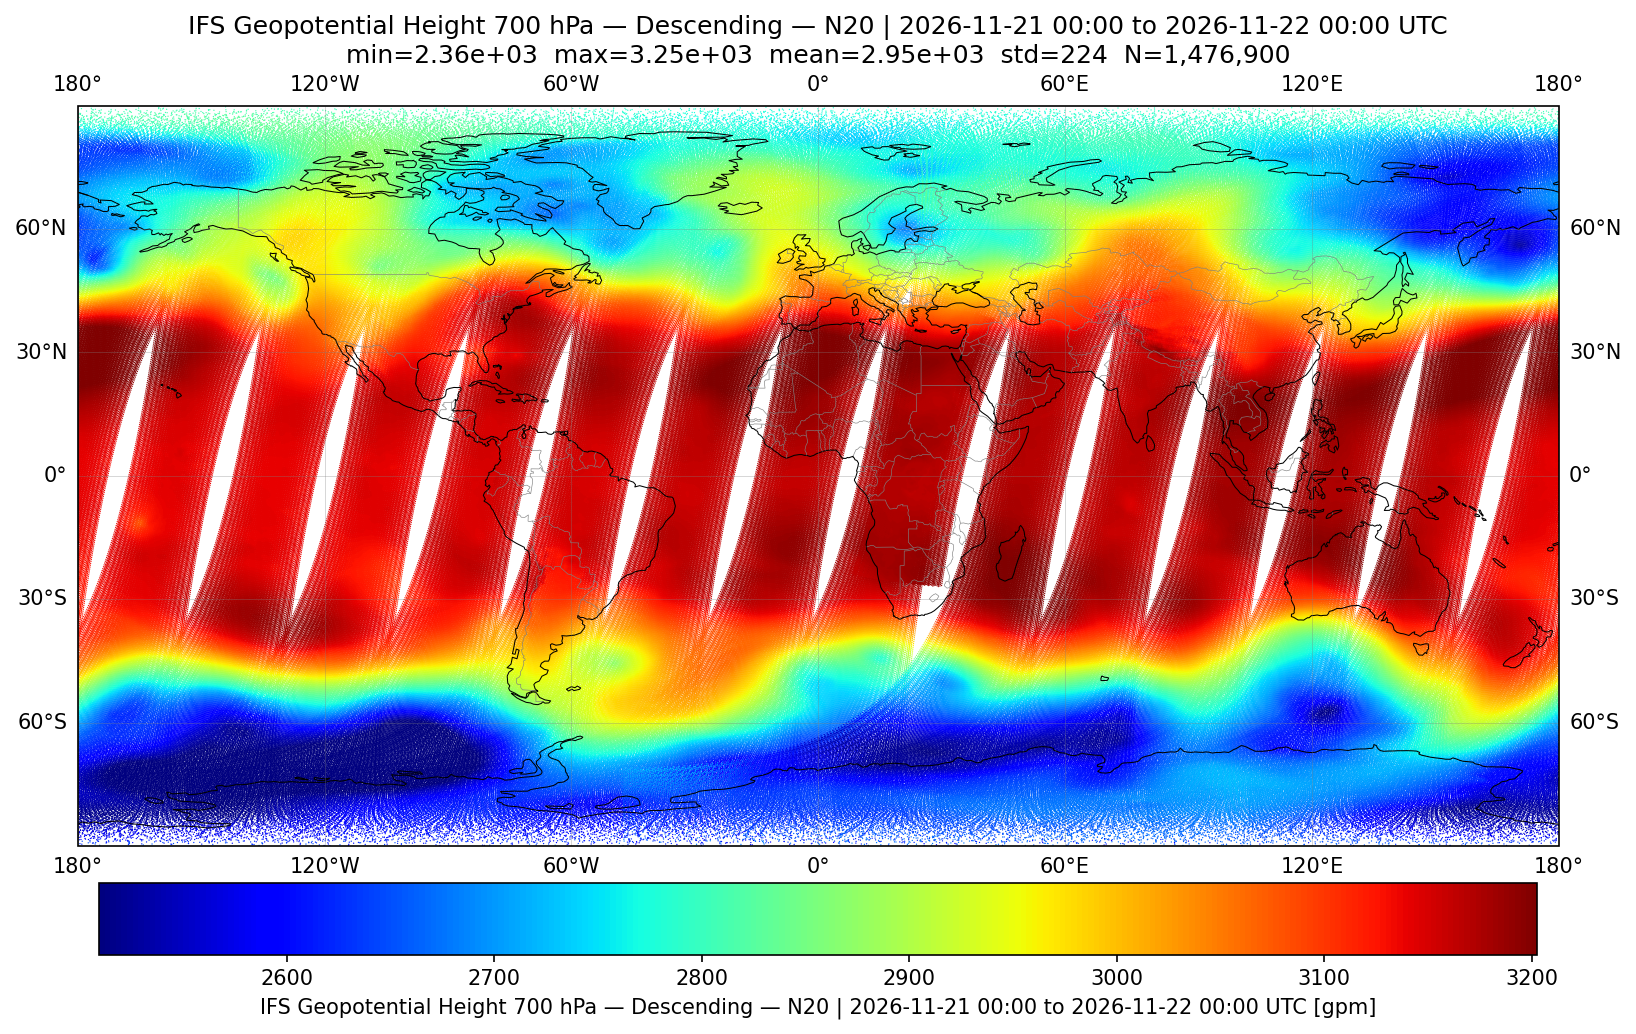 IFS Geopotential Height 700 hPa — Descending — N20 | 2026-11-21 00:00 to 2026-11-22 00:00 UTC
min=2.36e+03  max=3.25e+03  mean=2.95e+03  std=224  N=1,476,900
180° 120°W 60°W 0° 60°E 120°E 180°
60°N 60°N
30°N 30°N
0° 0°
30°S 30°S
60°S 60°S
180° 120°W 60°W 0° 60°E 120°E 180°
2600 2700 2800 2900 3000 3100 3200
IFS Geopotential Height 700 hPa — Descending — N20 | 2026-11-21 00:00 to 2026-11-22 00:00 UTC [gpm]